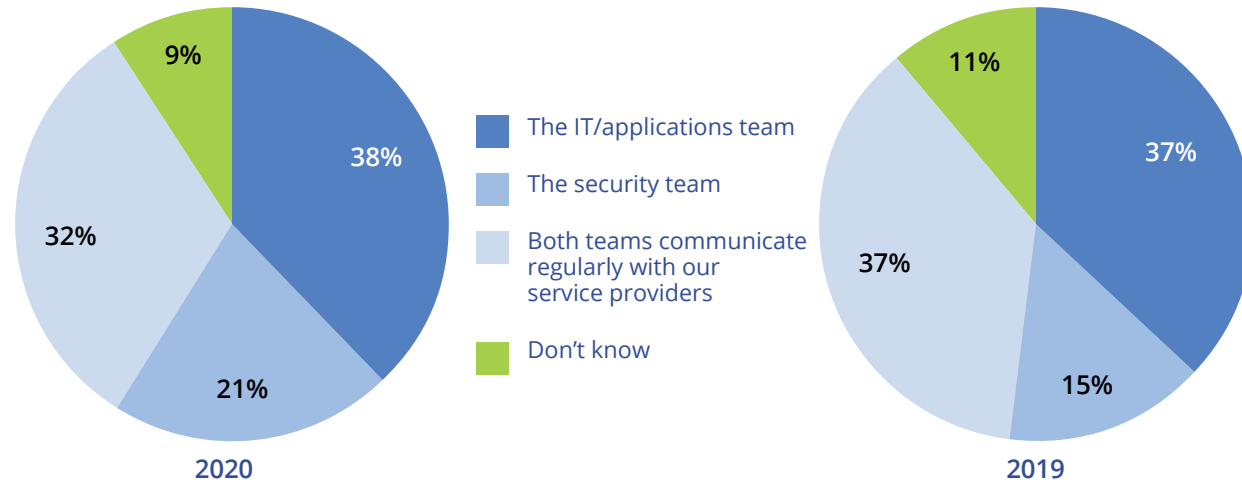 9%
38%
32%
21%
2020
The IT/applications team
The security team
Both teams communicate
regularly with our
service providers
Don’t know
11%
37%
37%
15%
2019